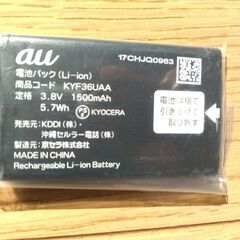 au
17CHJQ0963
電池パック (Li-ion)
商品コード KYF36UAA
定格 3.8V 1500mAh
5.7Wh
KYOCERA
電池は爪で
引き上げて
取り外す
発売元: KDDI (株)・
沖縄セルラー電話 (株)
製造元: 京セラ株式会社
MADE IN CHINA
Rechargeable Li-ion Battery